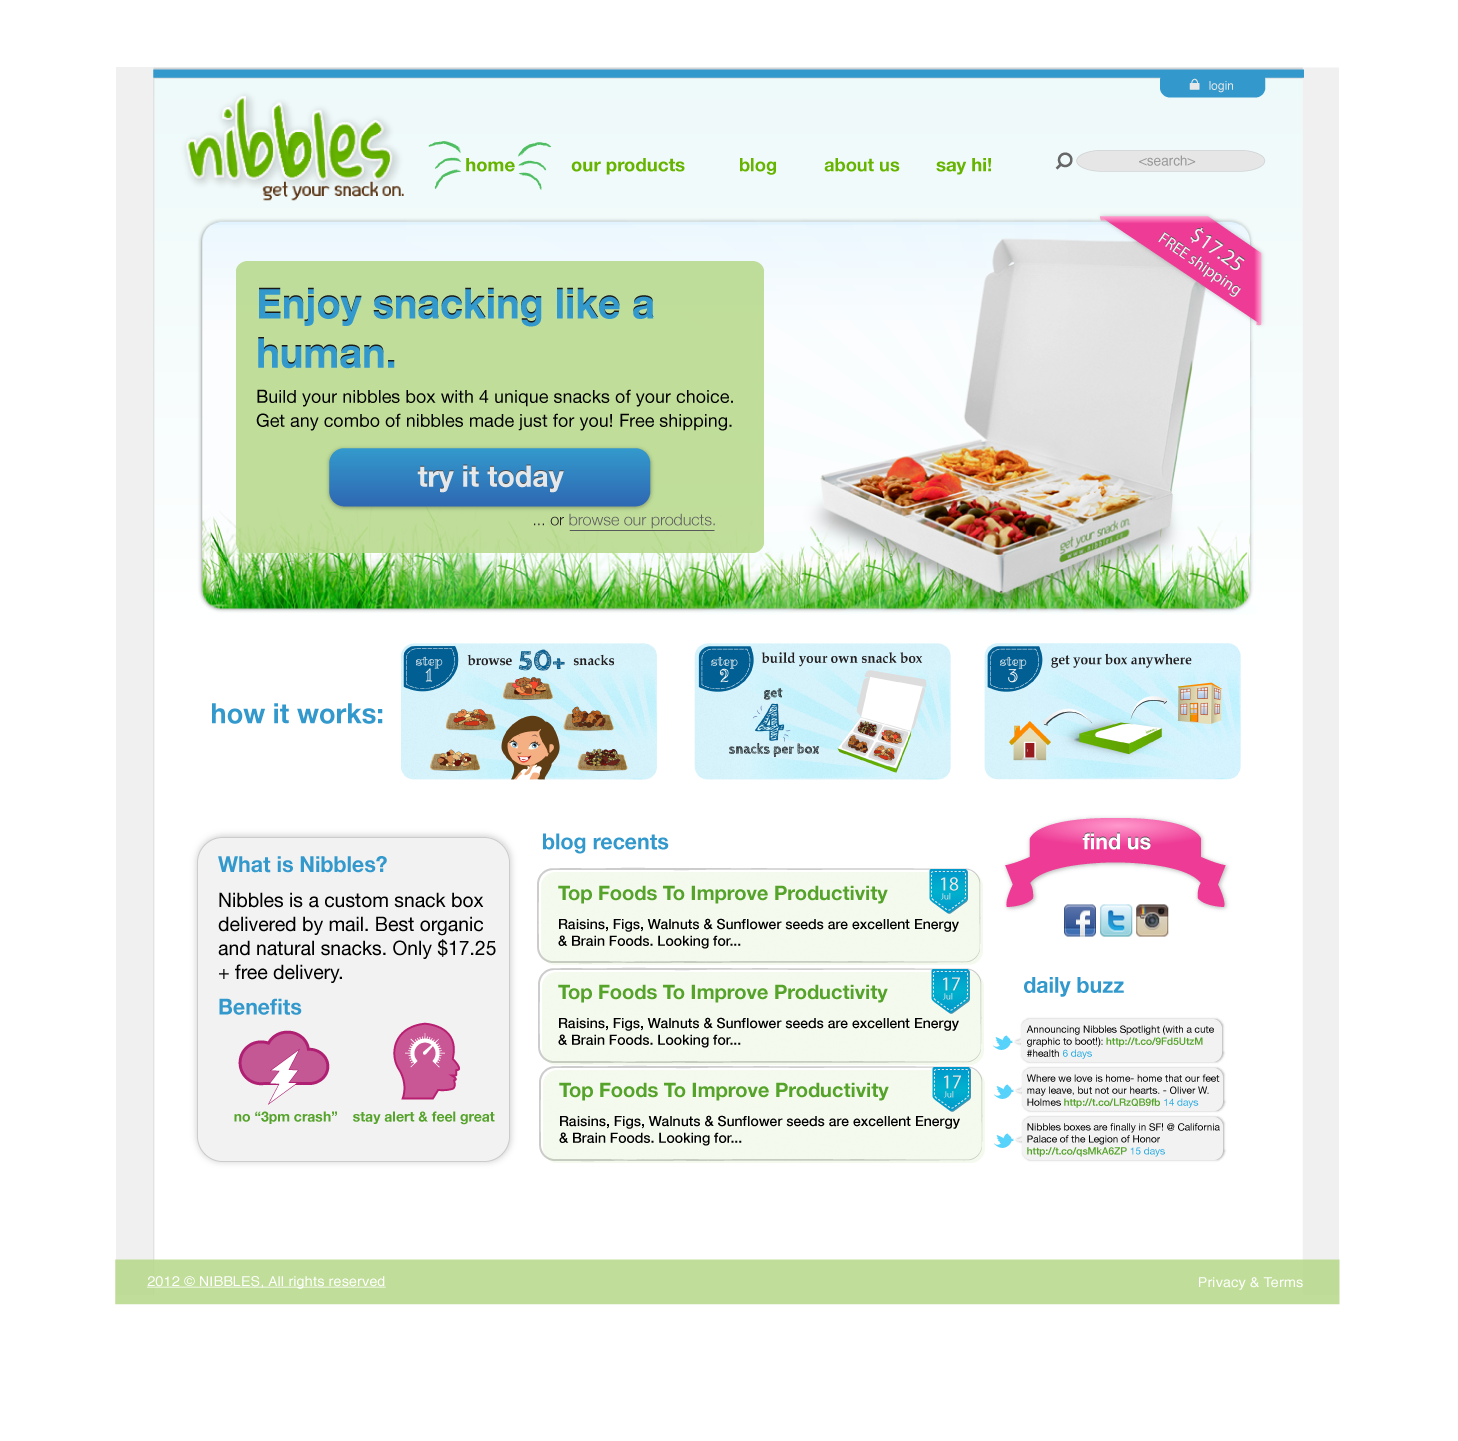 login
nibbles
get your snack on.
home
our products
blog
about us
say hi!
<search>
$17.25
FREE shipping
Enjoy snacking like a
human.
Build your nibbles box with 4 unique snacks of your choice.
Get any combo of nibbles made just for you! Free shipping.
try it today
... or browse our products.
get your snack on.
how it works:
step
1
browse 50+ snacks
step
2
build your own snack box
get
4
snacks per box
step
3
get your box anywhere
What is Nibbles?
Nibbles is a custom snack box
delivered by mail. Best organic
and natural snacks. Only $17.25
+ free delivery.
Benefits
no “3pm crash”
stay alert & feel great
blog recents
Top Foods To Improve Productivity
18
Jul
Raisins, Figs, Walnuts & Sunflower seeds are excellent Energy
& Brain Foods. Looking for...
Top Foods To Improve Productivity
17
Jul
Raisins, Figs, Walnuts & Sunflower seeds are excellent Energy
& Brain Foods. Looking for...
Top Foods To Improve Productivity
17
Jul
Raisins, Figs, Walnuts & Sunflower seeds are excellent Energy
& Brain Foods. Looking for...
find us
daily buzz
Announcing Nibbles Spotlight (with a cute
graphic to boot!): http://t.co/9Fd5UtzM
#health 6 days
Where we love is home- home that our feet
may leave, but not our hearts. - Oliver W.
Holmes http://t.co/LRzQB9fb 14 days
Nibbles boxes are finally in SF! @ California
Palace of the Legion of Honor
http://t.co/qsMkA6ZP 15 days
2012 © NIBBLES. All rights reserved
Privacy & Terms